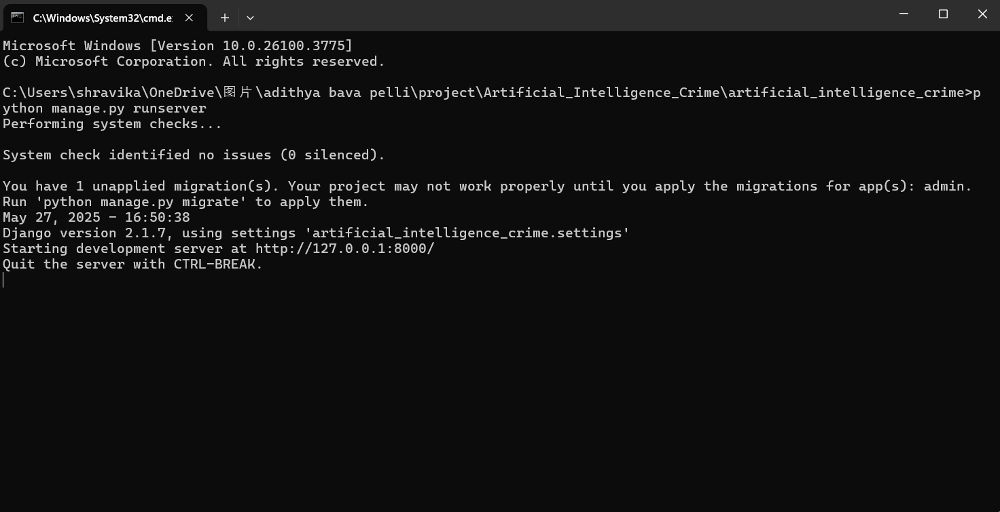 C:\Windows\System32\cmd.e
Microsoft Windows [Version 10.0.26100.3775]
(c) Microsoft Corporation. All rights reserved.
C:\Users\shravika\OneDrive\图片\adithya bava pelli\project\Artificial_Intelligence_Crime\artificial_intelligence_crime>p
ython manage.py runserver
Performing system checks...
System check identified no issues (0 silenced).
You have 1 unapplied migration(s). Your project may not work properly until you apply the migrations for app(s): admin.
Run 'python manage.py migrate' to apply them.
May 27, 2025 - 16:50:38
Django version 2.1.7, using settings 'artificial_intelligence_crime.settings'
Starting development server at http://127.0.0.1:8000/
Quit the server with CTRL-BREAK.